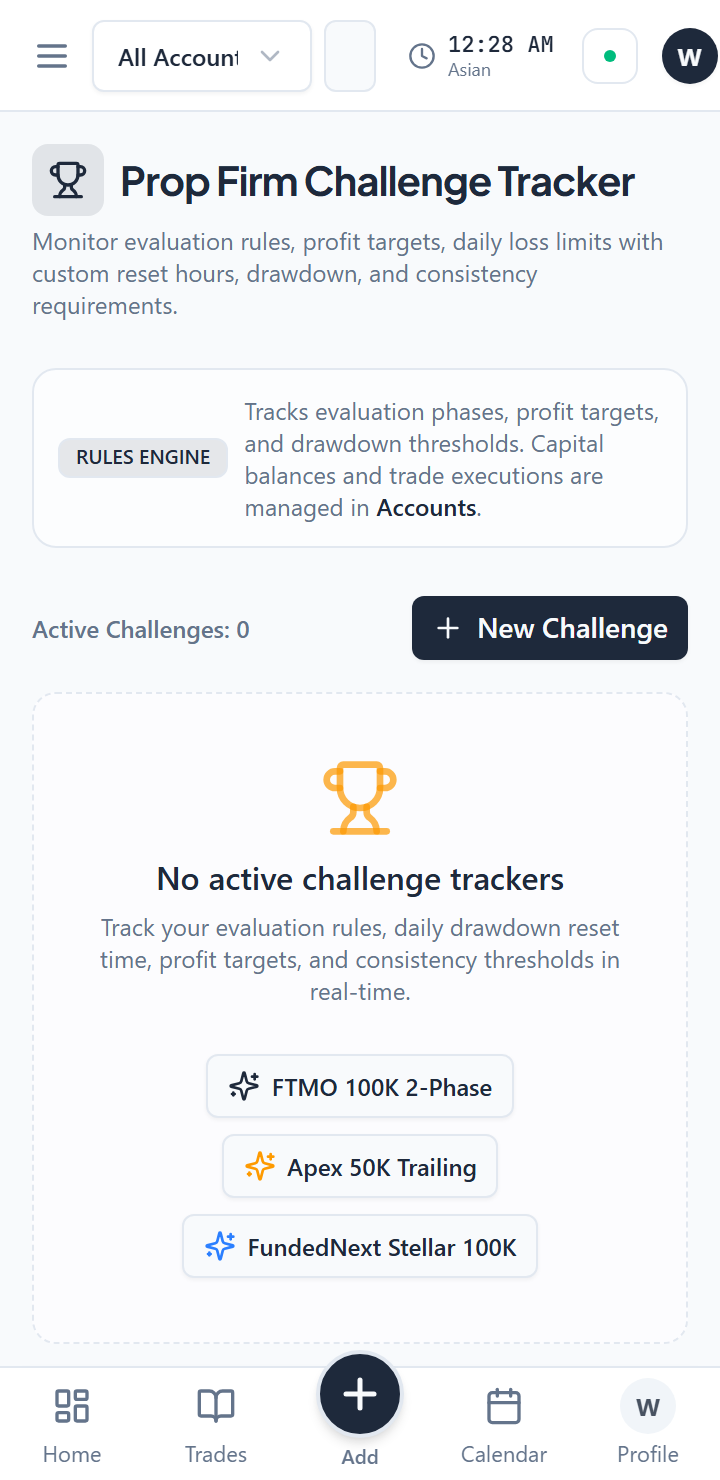 All Account
12:28 AM
Asian
W
Prop Firm Challenge Tracker
Monitor evaluation rules, profit targets, daily loss limits with
custom reset hours, drawdown, and consistency
requirements.
RULES ENGINE
Tracks evaluation phases, profit targets,
and drawdown thresholds. Capital
balances and trade executions are
managed in Accounts.
Active Challenges: 0
New Challenge
No active challenge trackers
Track your evaluation rules, daily drawdown reset
time, profit targets, and consistency thresholds in
real-time.
FTMO 100K 2-Phase
Apex 50K Trailing
FundedNext Stellar 100K
Home
Trades
Add
Calendar
W
Profile